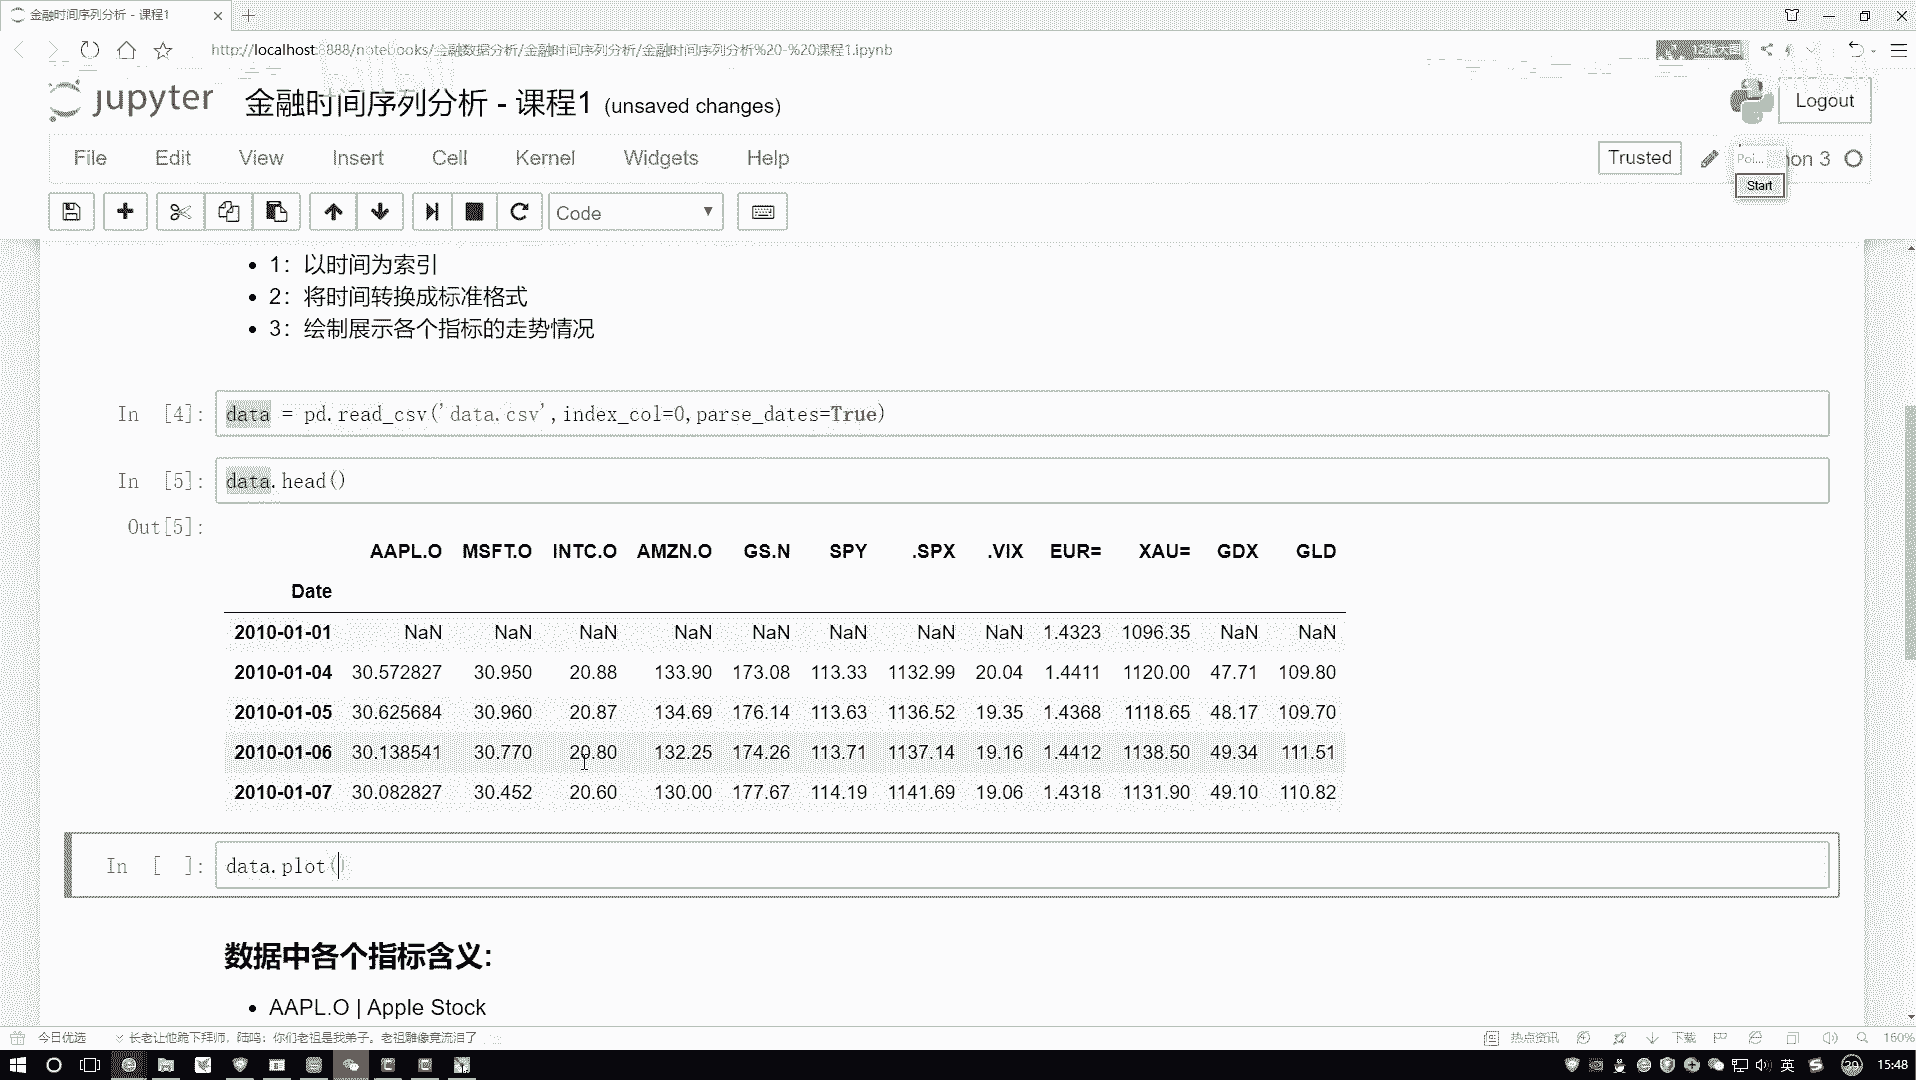 金融时间序列分析 - 课程1
http://localhost:8888/notebooks/金融数据分析/金融时间序列分析/金融时间序列分析%20-%20课程1.ipynb
jupyter 金融时间序列分析 - 课程1 (unsaved changes)
Logout
File Edit View Insert Cell Kernel Widgets Help
Trusted
Poi... hon 3
Start
Code
1：以时间为索引
2：将时间转换成标准格式
3：绘制展示各个指标的走势情况
In [4]: data = pd.read_csv('data.csv',index_col=0,parse_dates=True)
In [5]: data.head()
Out[5]:
AAPL.O MSFT.O INTC.O AMZN.O GS.N SPY .SPX .VIX EUR= XAU= GDX GLD
Date
2010-01-01 NaN NaN NaN NaN NaN NaN NaN NaN 1.4323 1096.35 NaN NaN
2010-01-04 30.572827 30.950 20.88 133.90 173.08 113.33 1132.99 20.04 1.4411 1120.00 47.71 109.80
2010-01-05 30.625684 30.960 20.87 134.69 176.14 113.63 1136.52 19.35 1.4368 1118.65 48.17 109.70
2010-01-06 30.138541 30.770 20.80 132.25 174.26 113.71 1137.14 19.16 1.4412 1138.50 49.34 111.51
2010-01-07 30.082827 30.452 20.60 130.00 177.67 114.19 1141.69 19.06 1.4318 1131.90 49.10 110.82
In [ ]: data.plot()
数据中各个指标含义:
AAPL.O | Apple Stock
今日优选 长老让他跪下拜师，陆鸣：你们老祖是我弟子。老祖雕像竟流泪了
热点资讯 下载 160%
英 39 15:48